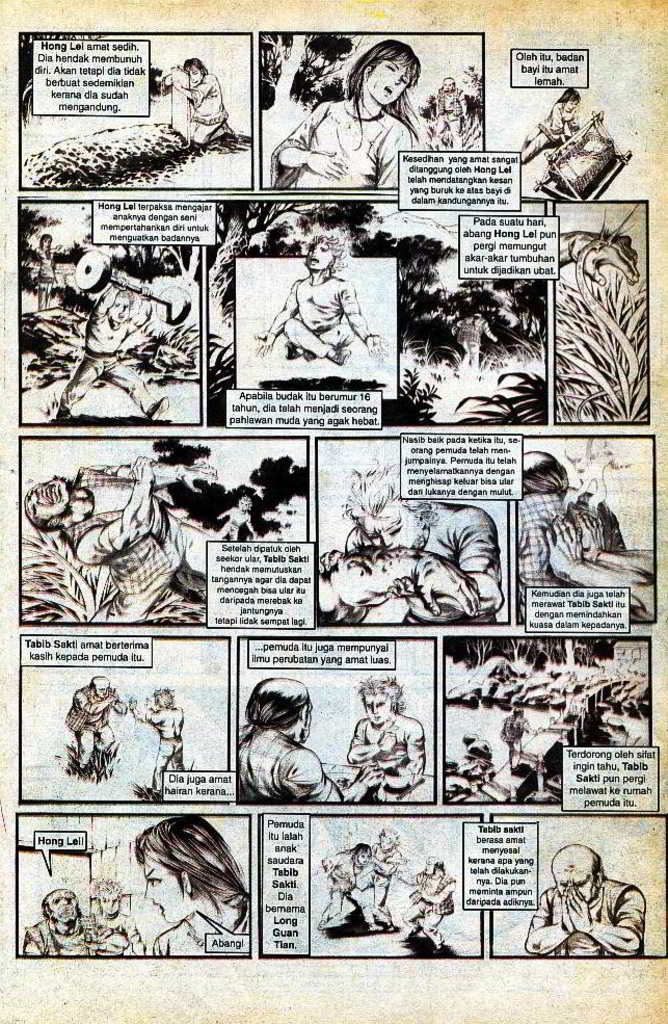 Hong Lei amat sedih.
Dia hendak membunuh
diri. Akan tetapi dia tidak
berbuat sedemikian
kerana dia sudah
mengandung.
Kesedihan yang amat sangat
ditanggung oleh Hong Lei
telah mendatangkan kesan
yang buruk ke atas bayi di
dalam kandungannya itu.
Oleh itu, badan
bayi itu amat
lemah.
Hong Lei terpaksa mengajar
anaknya dengan seni
mempertahankan diri untuk
menguatkan badannya
Apabila budak itu berumur 16
tahun, dia telah menjadi seorang
pahlawan muda yang agak hebat.
Pada suatu hari,
abang Hong Lei pun
pergi memungut
akar-akar tumbuhan
untuk dijadikan ubat.
Setelah dipatuk oleh
seekor ular, Tabib Sakti
hendak memutuskan
tangannya agar dia dapat
mencegah bisa ular itu
daripada merebak ke
jantungnya
tetapi tidak sempat lagi.
Nasib baik pada ketika itu, se-
orang pemuda telah men-
jumpainya. Pemuda itu telah
menyelamatkannya dengan
menghisap keluar bisa ular
dari lukanya dengan mulut.
Kemudian dia juga telah
merawat Tabib Sakti itu
dengan memindahkan
kuasa dalam kepadanya.
Tabib Sakti amat berterima
kasih kepada pemuda itu.
Dia juga amat
hairan kerana...
...pemuda itu juga mempunyai
ilmu perubatan yang amat luas.
Terdorong oleh sifat
ingin tahu, Tabib
Sakti pun pergi
melawat ke rumah
pemuda itu.
Hong Lei!
Abang!
Pemuda
itu ialah
anak
saudara
Tabib
Sakti.
Dia
bernama
Long
Guan
Tian.
Tabib sakti
berasa amat
menyesal
kerana apa yang
telah dilakukan-
nya. Dia pun
meminta ampun
daripada adiknya.